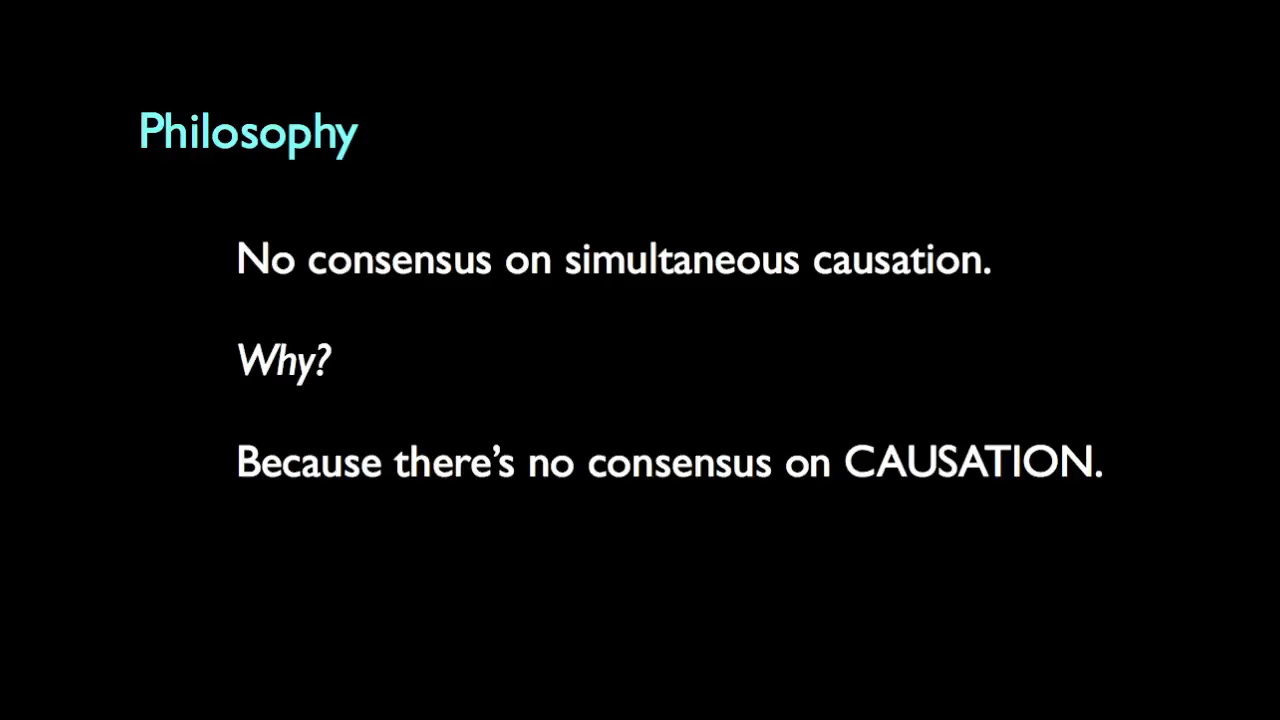 Philosophy
No consensus on simultaneous causation.
Why?
Because there’s no consensus on CAUSATION.